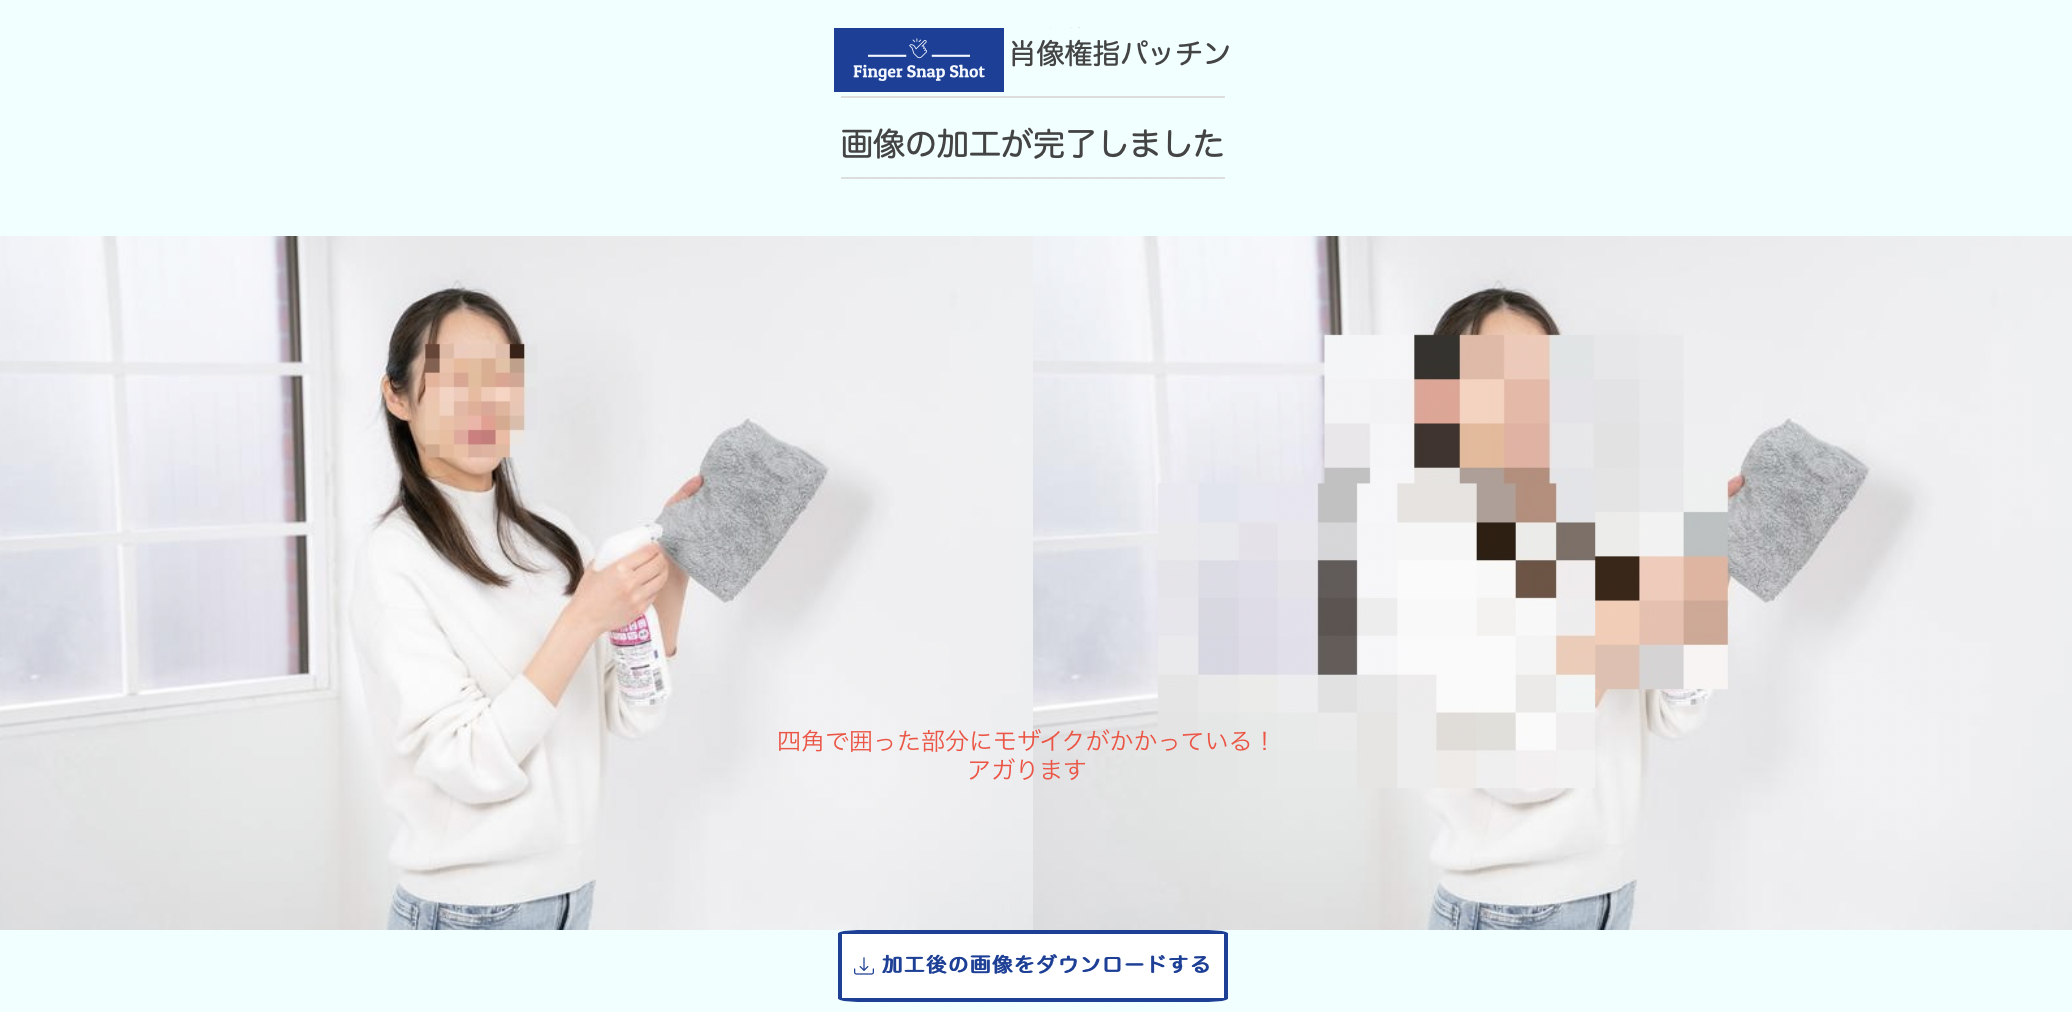 Finger Snap Shot
肖像権指パッチン
画像の加工が完了しました
四角で囲った部分にモザイクがかかっている！
アガります
加工後の画像をダウンロードする